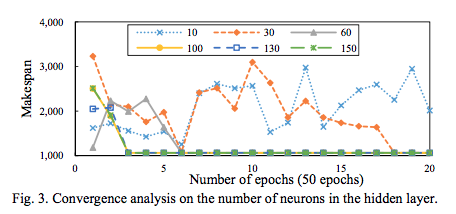 4,000
3,000
2,000
1,000
Makespan
10 30 60
100 130 150
0 5 10 15 20
Number of epochs (50 epochs)
Fig. 3. Convergence analysis on the number of neurons in the hidden layer.